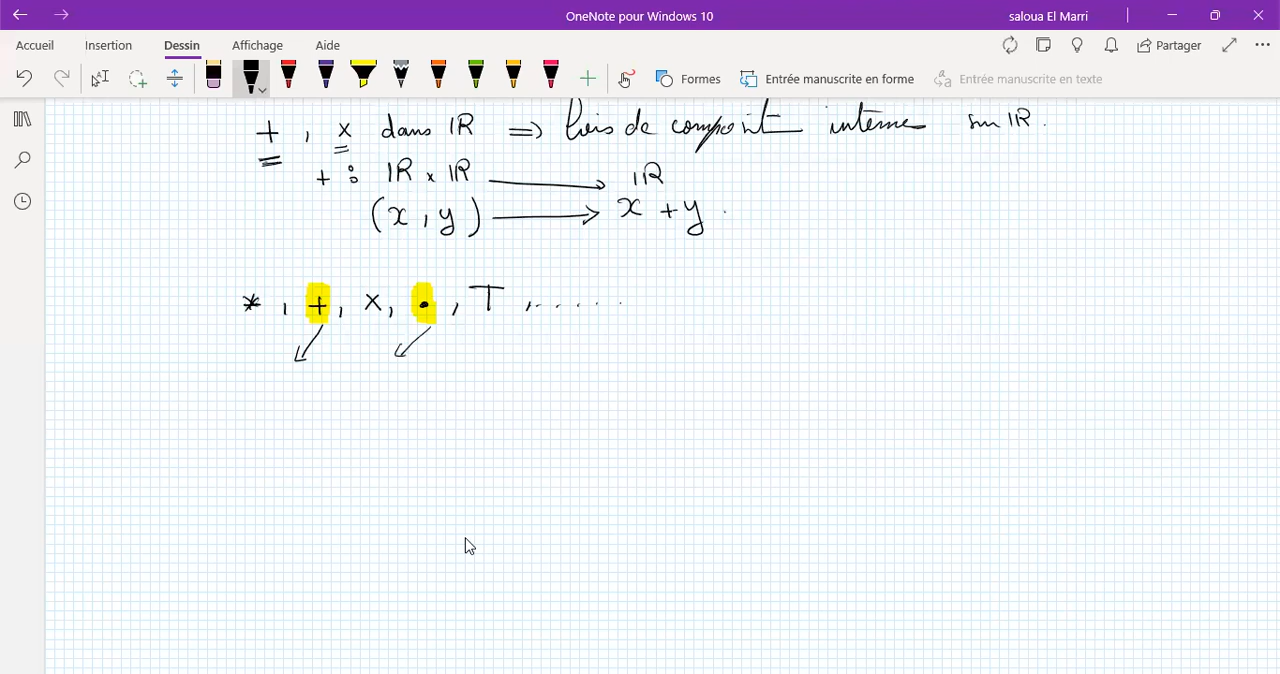 OneNote pour Windows 10
saloua El Marri
Accueil Insertion Dessin Affichage Aide
Partager
Formes Entrée manuscrite en forme Entrée manuscrite en texte
+ , x dans IR => Lois de composit interne sur IR.
+ : IR x IR → IR
(x , y) → x + y .
* , + , x , • , T , ......